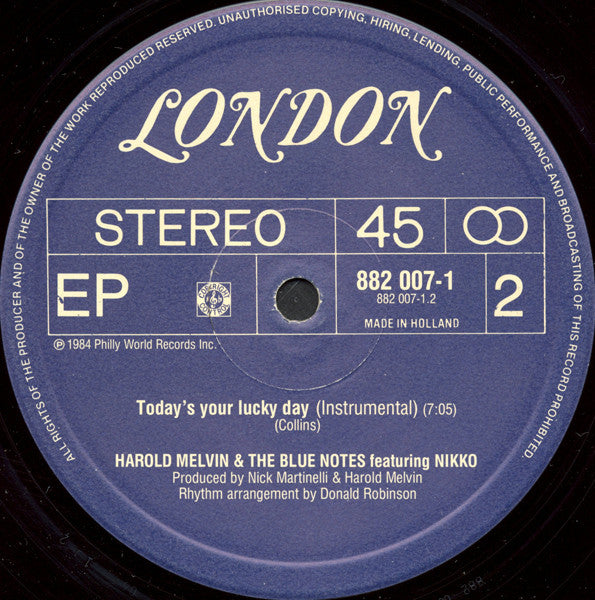 ALL RIGHTS OF THE PRODUCER AND OF THE OWNER OF THE WORK REPRODUCED RESERVED. UNAUTHORISED COPYING, HIRING, LENDING, PUBLIC PERFORMANCE AND BROADCASTING OF THIS RECORD PROHIBITED.
LONDON
STEREO
45
EP
COPYRIGHT
CONTROL
882 007-1
882 007-1.2
MADE IN HOLLAND
2
℗ 1984 Philly World Records Inc.
Today's your lucky day (Instrumental) (7:05)
(Collins)
HAROLD MELVIN & THE BLUE NOTES featuring NIKKO
Produced by Nick Martinelli & Harold Melvin
Rhythm arrangement by Donald Robinson